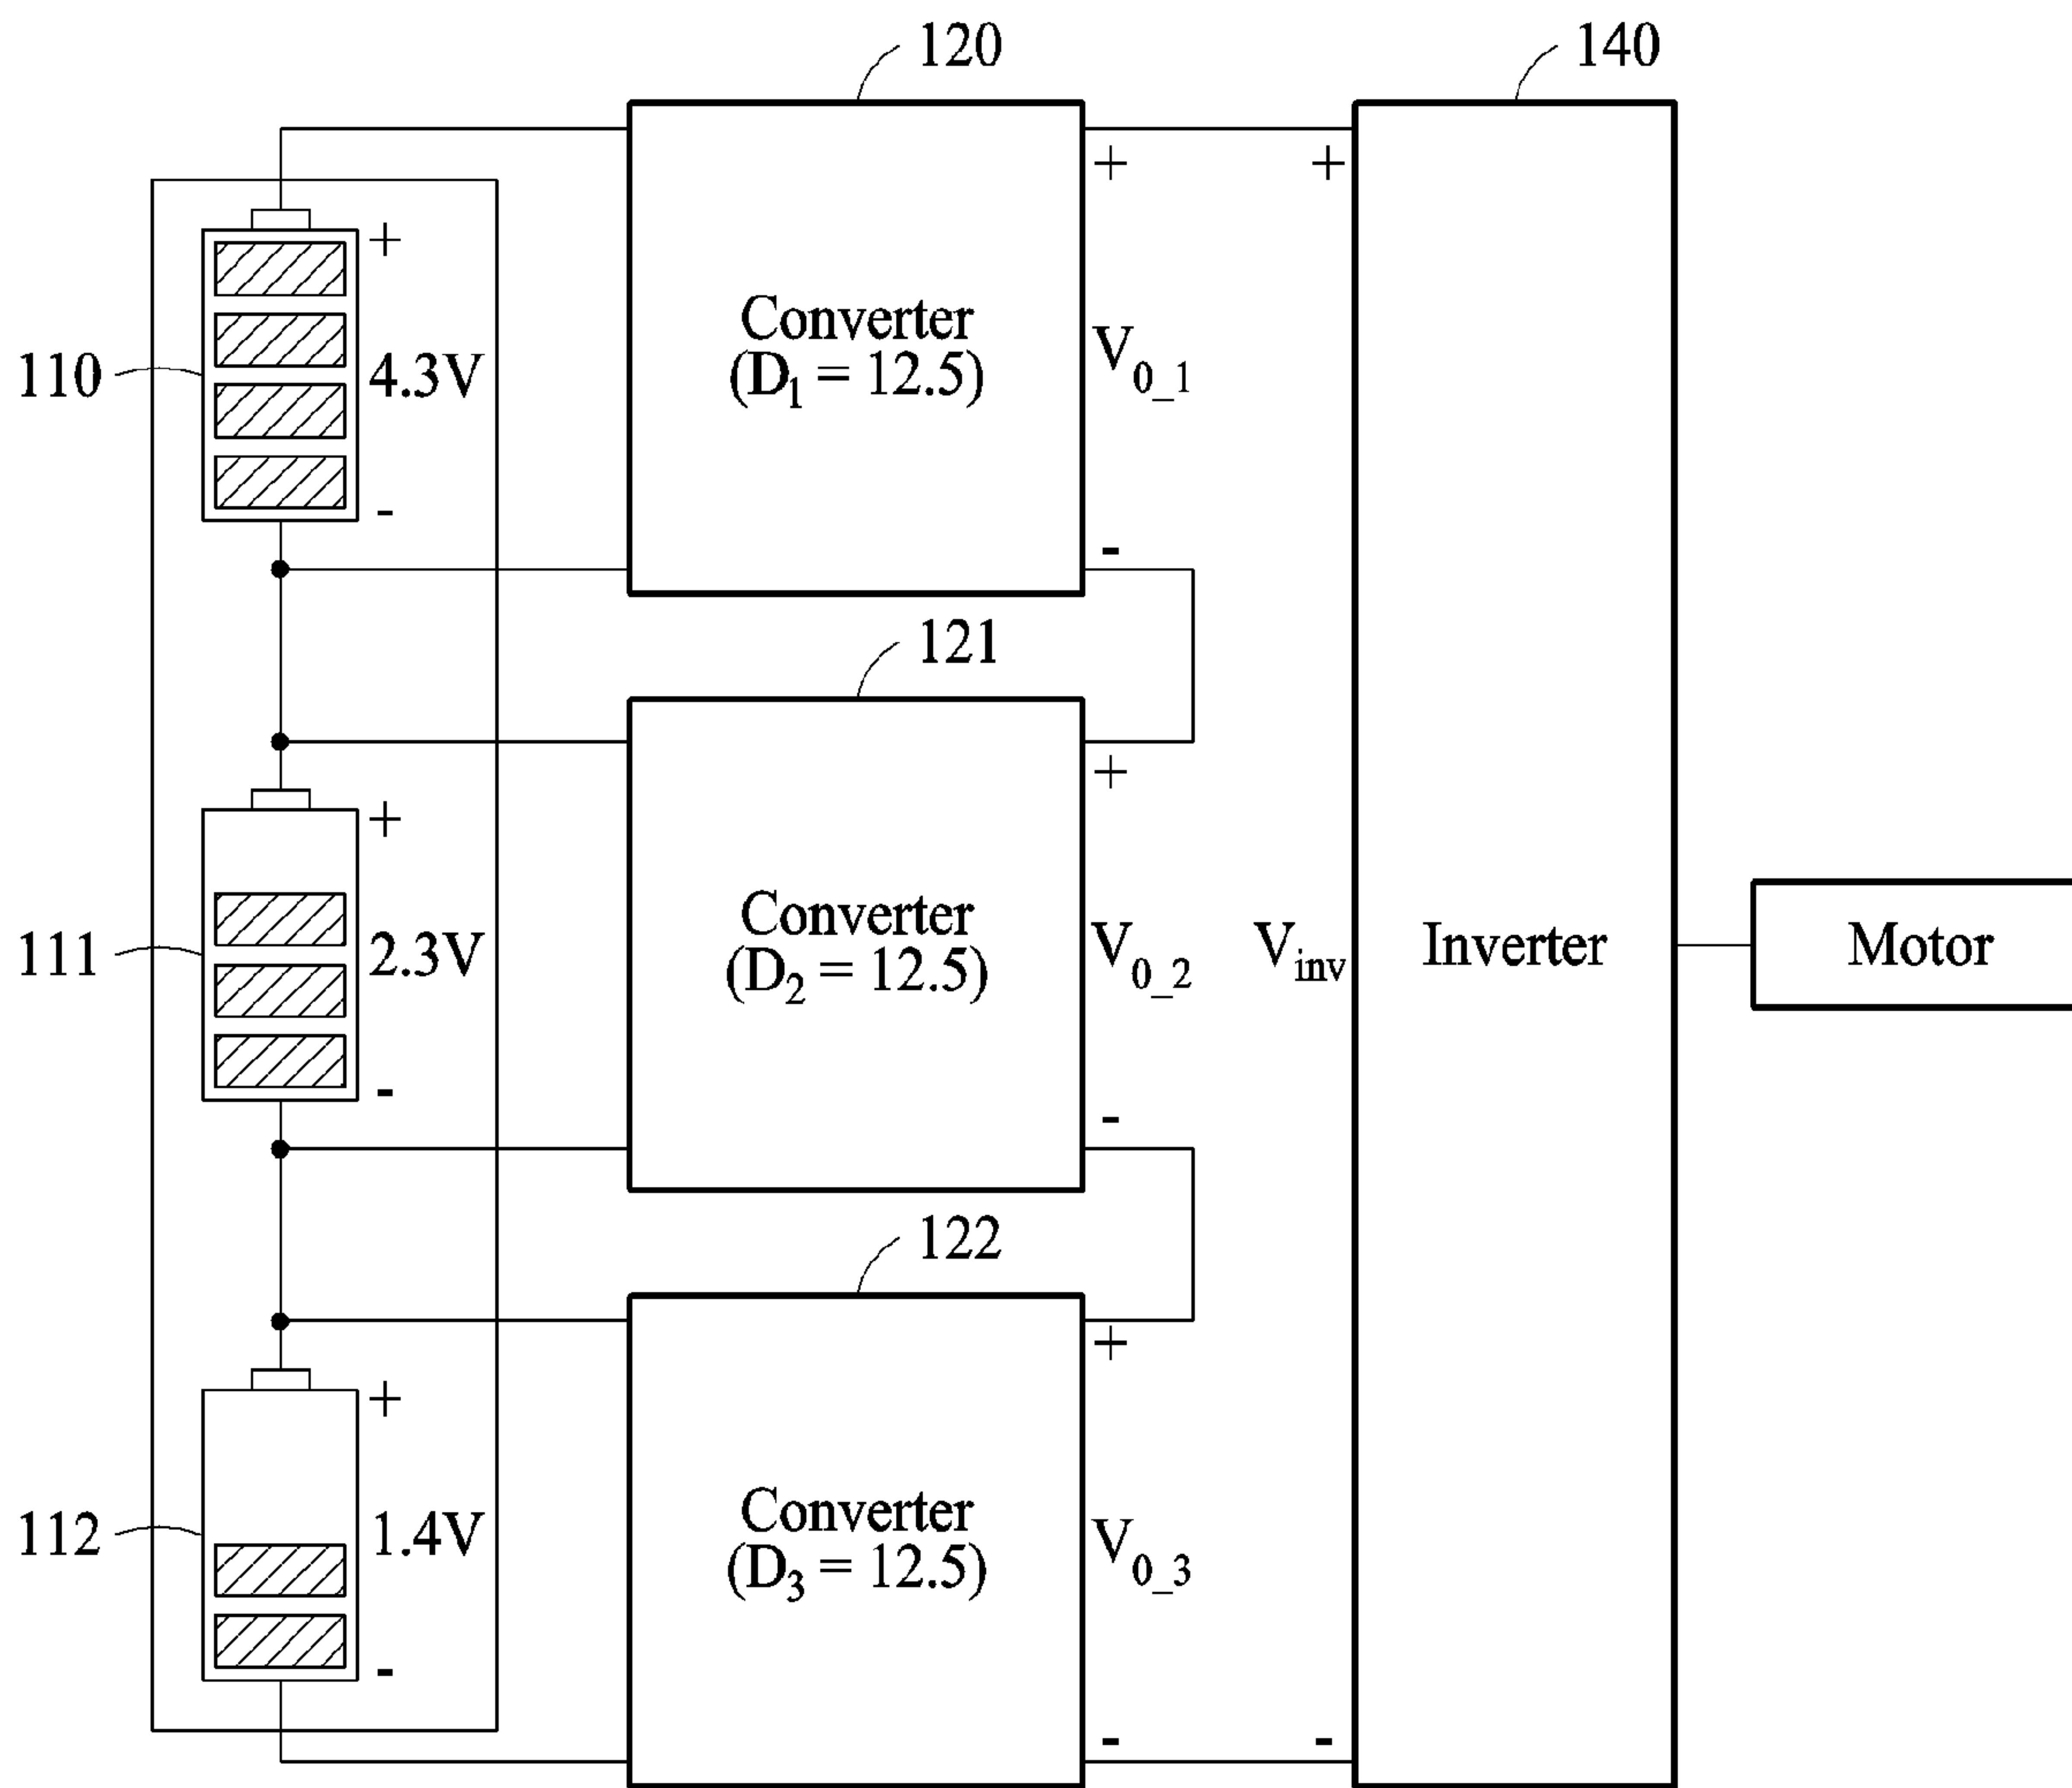 120
140
+
+
+
110
4.3V
Converter
(D1 = 12.5)
V0_1
-
-
121
+
+
111
2.3V
Converter
(D2 = 12.5)
V0_2
Vinv
Inverter
Motor
-
-
122
+
+
112
1.4V
Converter
(D3 = 12.5)
V0_3
-
-
-